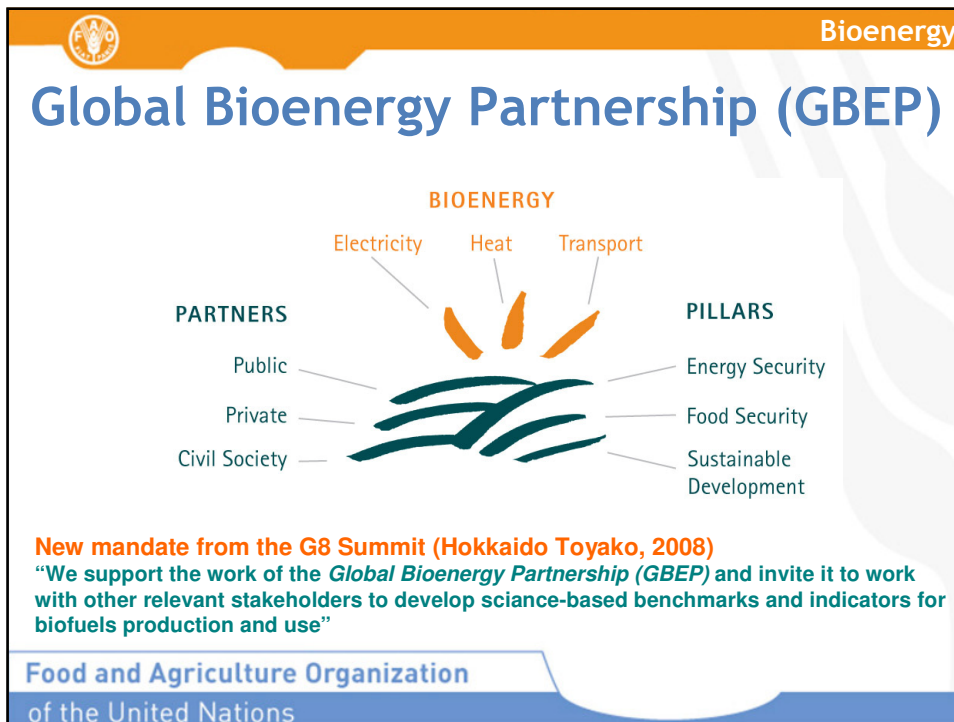 Bioenergy
Global Bioenergy Partnership (GBEP)
BIOENERGY
Electricity Heat Transport
PARTNERS
Public
Private
Civil Society
PILLARS
Energy Security
Food Security
Sustainable
Development
New mandate from the G8 Summit (Hokkaido Toyako, 2008)
“We support the work of the Global Bioenergy Partnership (GBEP) and invite it to work
with other relevant stakeholders to develop sciance-based benchmarks and indicators for
biofuels production and use”
Food and Agriculture Organization
of the United Nations